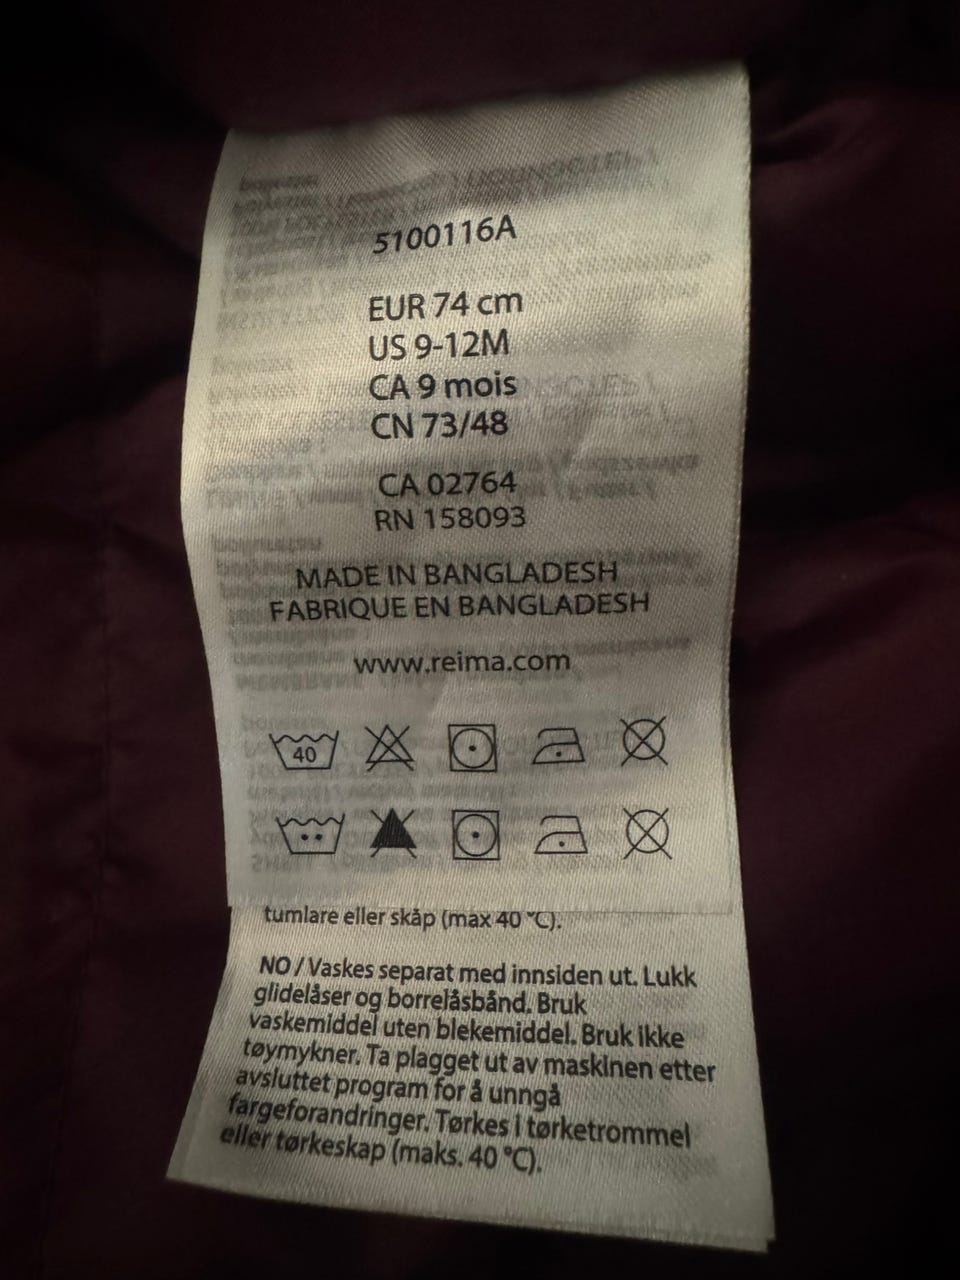 5100116A
EUR 74 cm
US 9-12M
CA 9 mois
CN 73/48
CA 02764
RN 158093
MADE IN BANGLADESH
FABRIQUE EN BANGLADESH
www.reima.com
40
tumlare eller skåp (max 40 °C).
NO / Vaskes separat med innsiden ut. Lukk
glidelåser og borrelåsbånd. Bruk
vaskemiddel uten blekemiddel. Bruk ikke
tøymykner. Ta plagget ut av maskinen etter
avsluttet program for å unngå
fargeforandringer. Tørkes i tørketrommel
eller tørkeskap (maks. 40 °C).